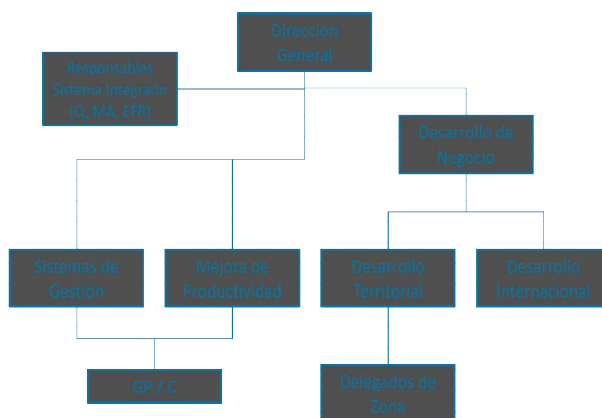 Dirección
General
Responsables
Sistema Integrado
(Q, MA, EFR)
Desarrollo de
Negocio
Sistemas de
Gestión
Mejora de
Productividad
Desarrollo
Territorial
Desarrollo
Internacional
GP / C
Delegados de
Zona